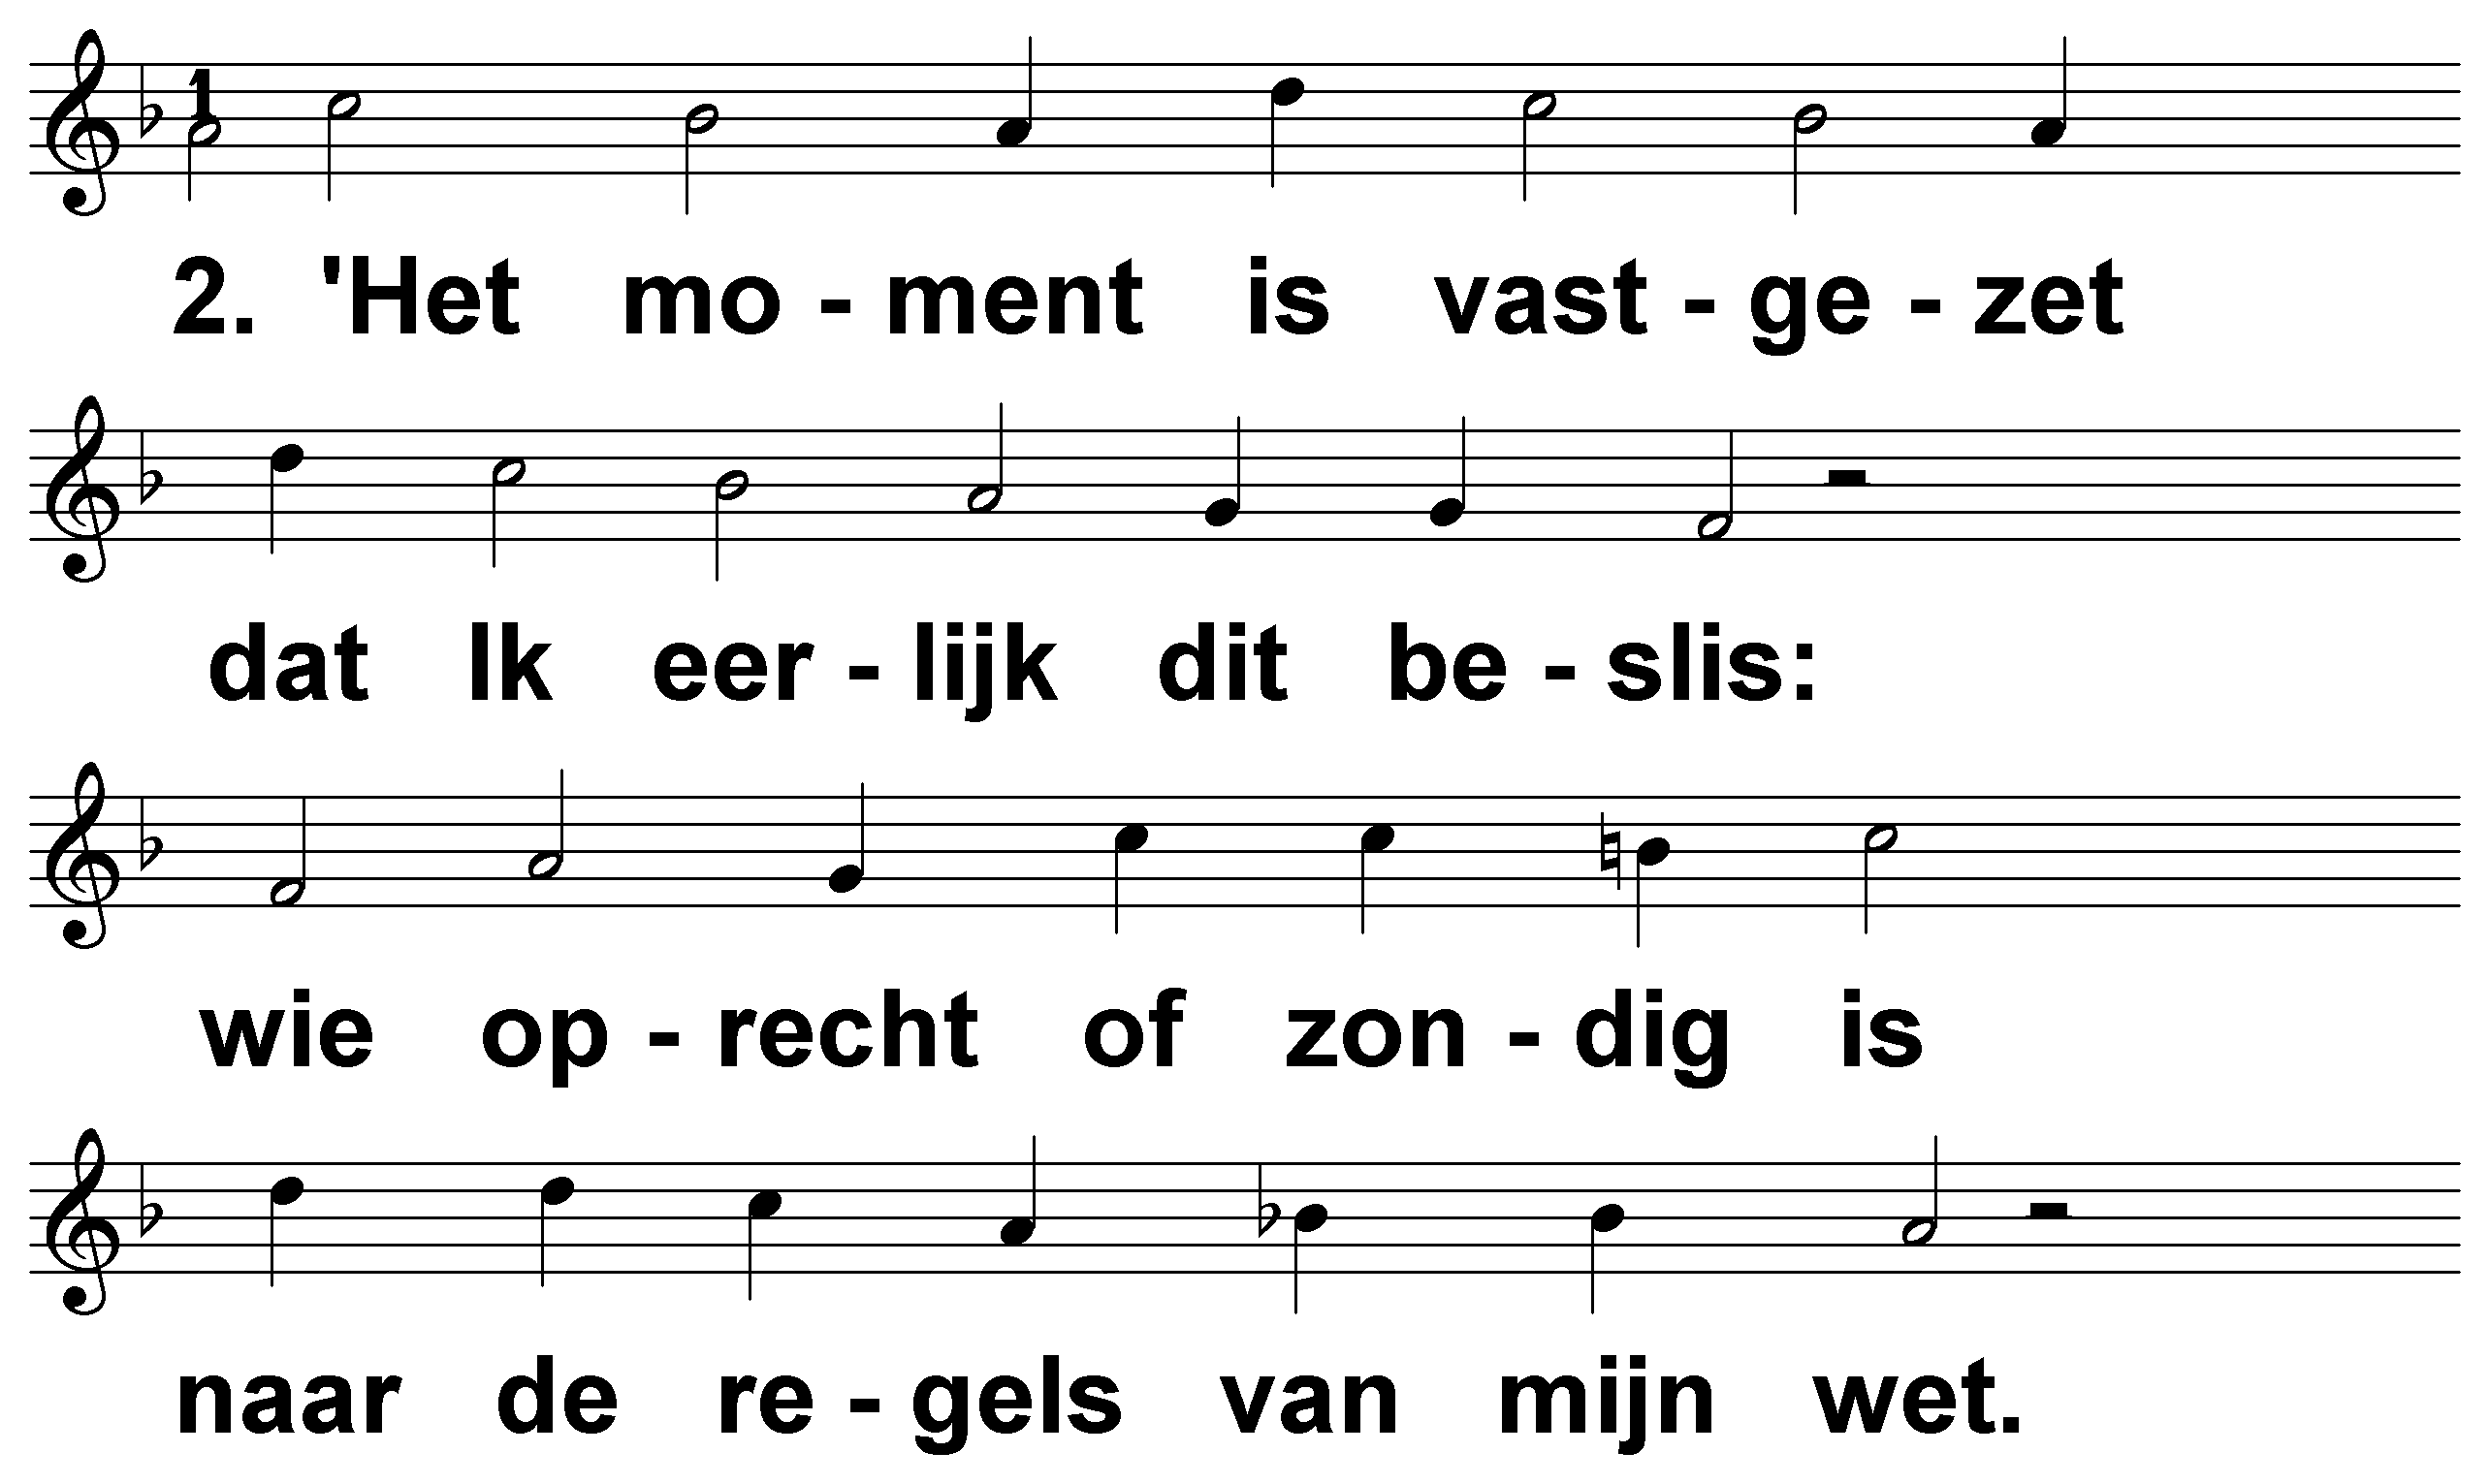 1
2. 'Het mo - ment is vast - ge - zet
dat Ik eer - lijk dit be - slis:
wie op - recht of zon - dig is
naar de re - gels van mijn wet.